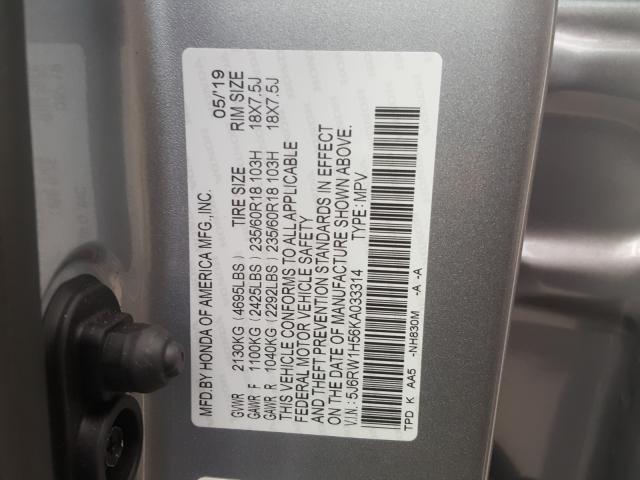 MFD.BY HONDA OF AMERICA MFG.,INC. 05/'19
GVWR 2130KG (4695LBS) TIRE SIZE RIM SIZE
GAWR F 1100KG (2425LBS) 235/60R18 103H 18X7.5J
GAWR R 1040KG (2292LBS) 235/60R18 103H 18X7.5J
THIS VEHICLE CONFORMS TO ALL APPLICABLE
FEDERAL MOTOR VEHICLE SAFETY
AND THEFT PREVENTION STANDARDS IN EFFECT
ON THE DATE OF MANUFACTURE SHOWN ABOVE.
V.I.N.: 5J6RW1H56KA033314 TYPE: MPV
TPD K AA5 -NH830M -A -A